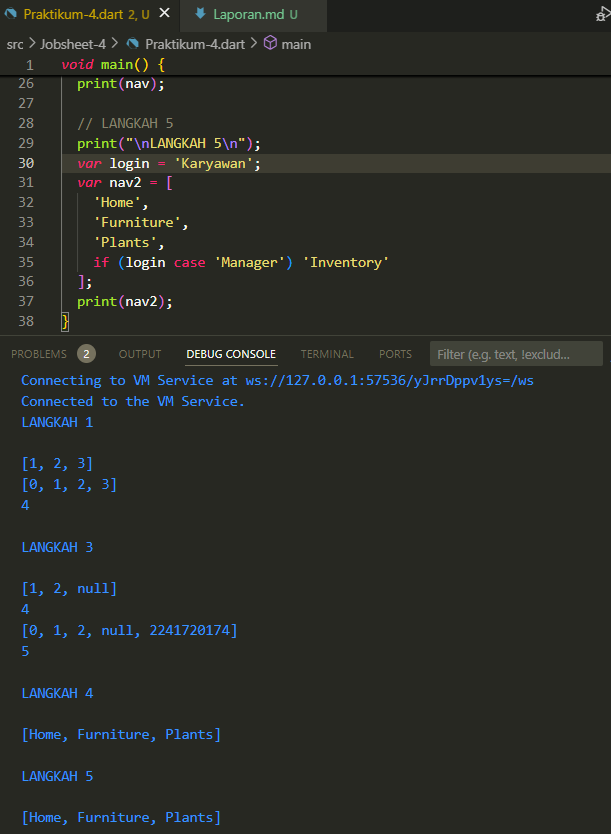 Praktikum-4.dart 2, U
Laporan.md U
src > Jobsheet-4 > Praktikum-4.dart > main
1 void main() {
26 print(nav);
27
28 // LANGKAH 5
29 print("\nLANGKAH 5\n");
30 var login = 'Karyawan';
31 var nav2 = [
32 'Home',
33 'Furniture',
34 'Plants',
35 if (login case 'Manager') 'Inventory'
36 ];
37 print(nav2);
38 }
PROBLEMS 2 OUTPUT DEBUG CONSOLE TERMINAL PORTS Filter (e.g. text, !exclud...
Connecting to VM Service at ws://127.0.0.1:57536/yJrrDppv1ys=/ws
Connected to the VM Service.
LANGKAH 1
[1, 2, 3]
[0, 1, 2, 3]
4
LANGKAH 3
[1, 2, null]
4
[0, 1, 2, null, 2241720174]
5
LANGKAH 4
[Home, Furniture, Plants]
LANGKAH 5
[Home, Furniture, Plants]